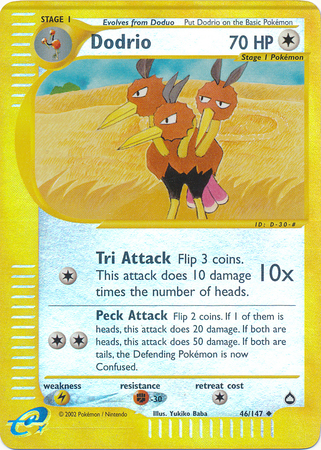 STAGE 1
Evolves from Doduo
Put Dodrio on the Basic Pokémon
Dodrio
70 HP
Stage 1 Pokémon
ID: D-30-#
Tri Attack Flip 3 coins.
This attack does 10 damage
times the number of heads.
10x
Peck Attack Flip 2 coins. If 1 of them is
heads, this attack does 20 damage. If both are
heads, this attack does 50 damage. If both are
tails, the Defending Pokémon is now
Confused.
weakness
resistance
retreat cost
-30
e
© 2002 Pokémon / Nintendo
Illus. Yukiko Baba
46/147